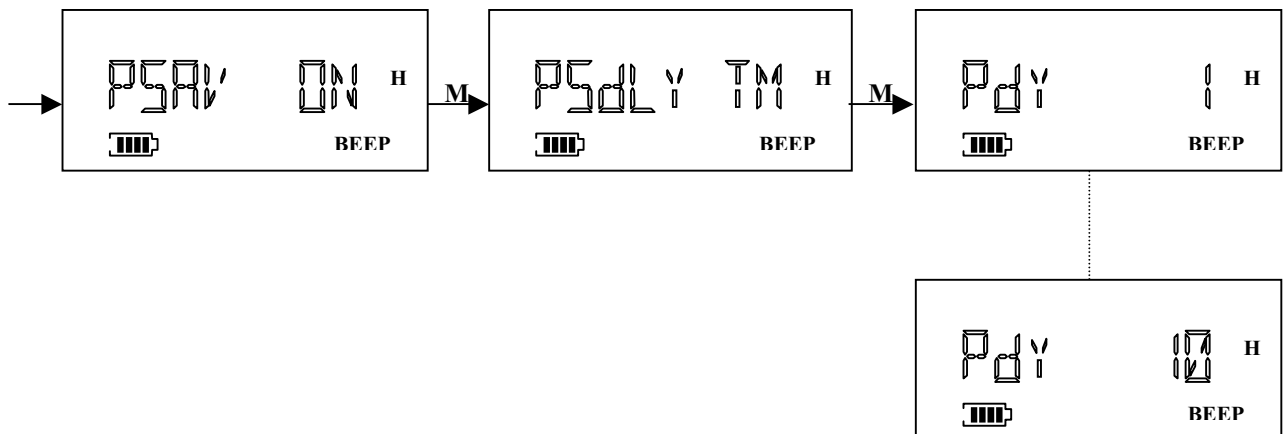 PSAV ON H
BEEP
M
PSdLY TM H
BEEP
M
PdY 1 H
BEEP
PdY 10 H
BEEP